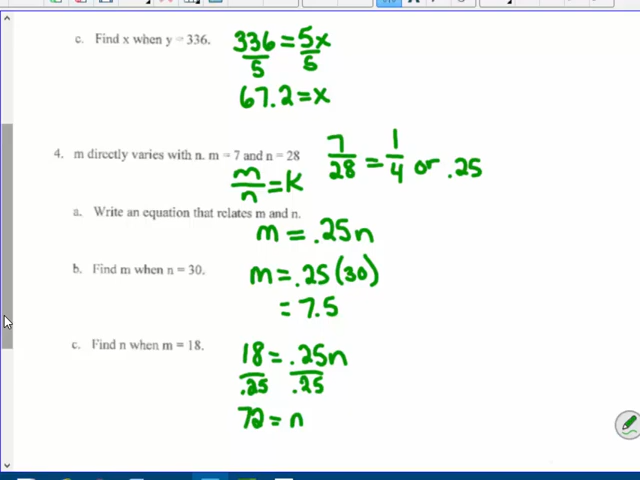 c. Find x when y = 336.
336/5 = 5x/5
67.2 = x
4. m directly varies with n. m = 7 and n = 28
7/28 = 1/4 or .25
m/n = K
a. Write an equation that relates m and n.
m = .25n
b. Find m when n = 30.
m = .25(30)
= 7.5
c. Find n when m = 18.
18/.25 = .25n/.25
72 = n